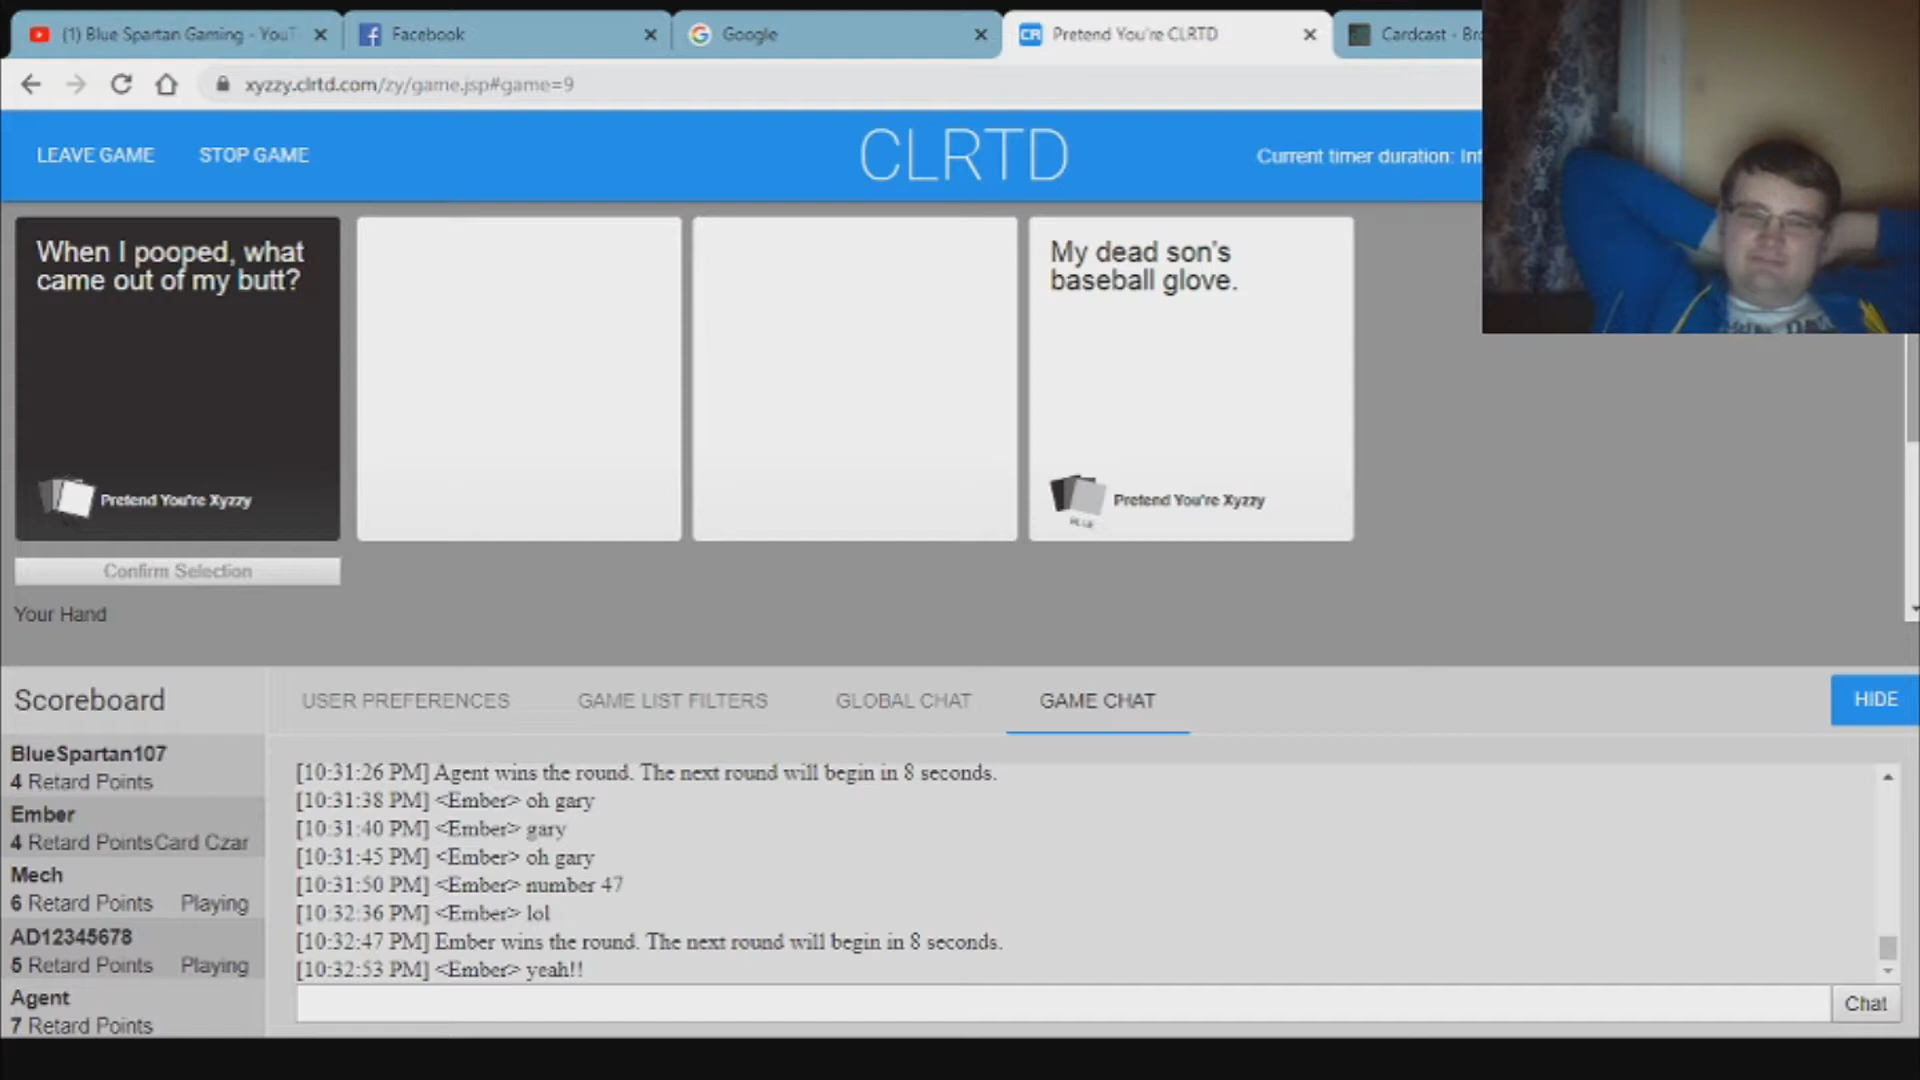 (1) Blue Spartan Gaming - YouT
Facebook
Google
CR Pretend You're CLRTD
Cardcast - Bro
xyzzy.clrtd.com/zy/game.jsp#game=9
LEAVE GAME
STOP GAME
CLRTD
Current timer duration: Inf
When I pooped, what
came out of my butt?
Pretend You're Xyzzy
My dead son's
baseball glove.
Pretend You're Xyzzy
BLUE
Confirm Selection
Your Hand
Scoreboard
USER PREFERENCES
GAME LIST FILTERS
GLOBAL CHAT
GAME CHAT
HIDE
BlueSpartan107
4 Retard Points
Ember
4 Retard PointsCard Czar
Mech
6 Retard Points Playing
AD12345678
5 Retard Points Playing
Agent
7 Retard Points
[10:31:26 PM] Agent wins the round. The next round will begin in 8 seconds.
[10:31:38 PM] <Ember> oh gary
[10:31:40 PM] <Ember> gary
[10:31:45 PM] <Ember> oh gary
[10:31:50 PM] <Ember> number 47
[10:32:36 PM] <Ember> lol
[10:32:47 PM] Ember wins the round. The next round will begin in 8 seconds.
[10:32:53 PM] <Ember> yeah!!
Chat